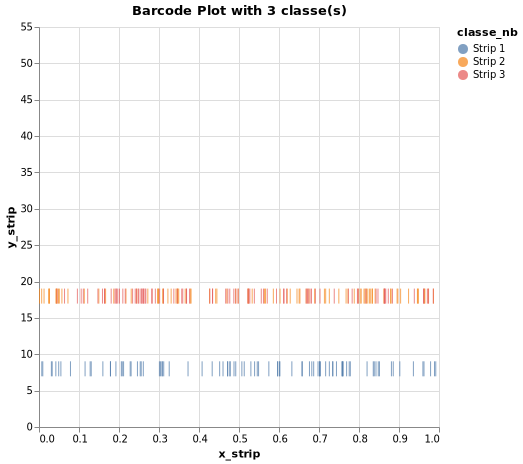 Barcode Plot with 3 classe(s)
classe_nb
Strip 1
Strip 2
Strip 3
y_strip
55
50
45
40
35
30
25
20
15
10
5
0
0.0 0.1 0.2 0.3 0.4 0.5 0.6 0.7 0.8 0.9 1.0
x_strip